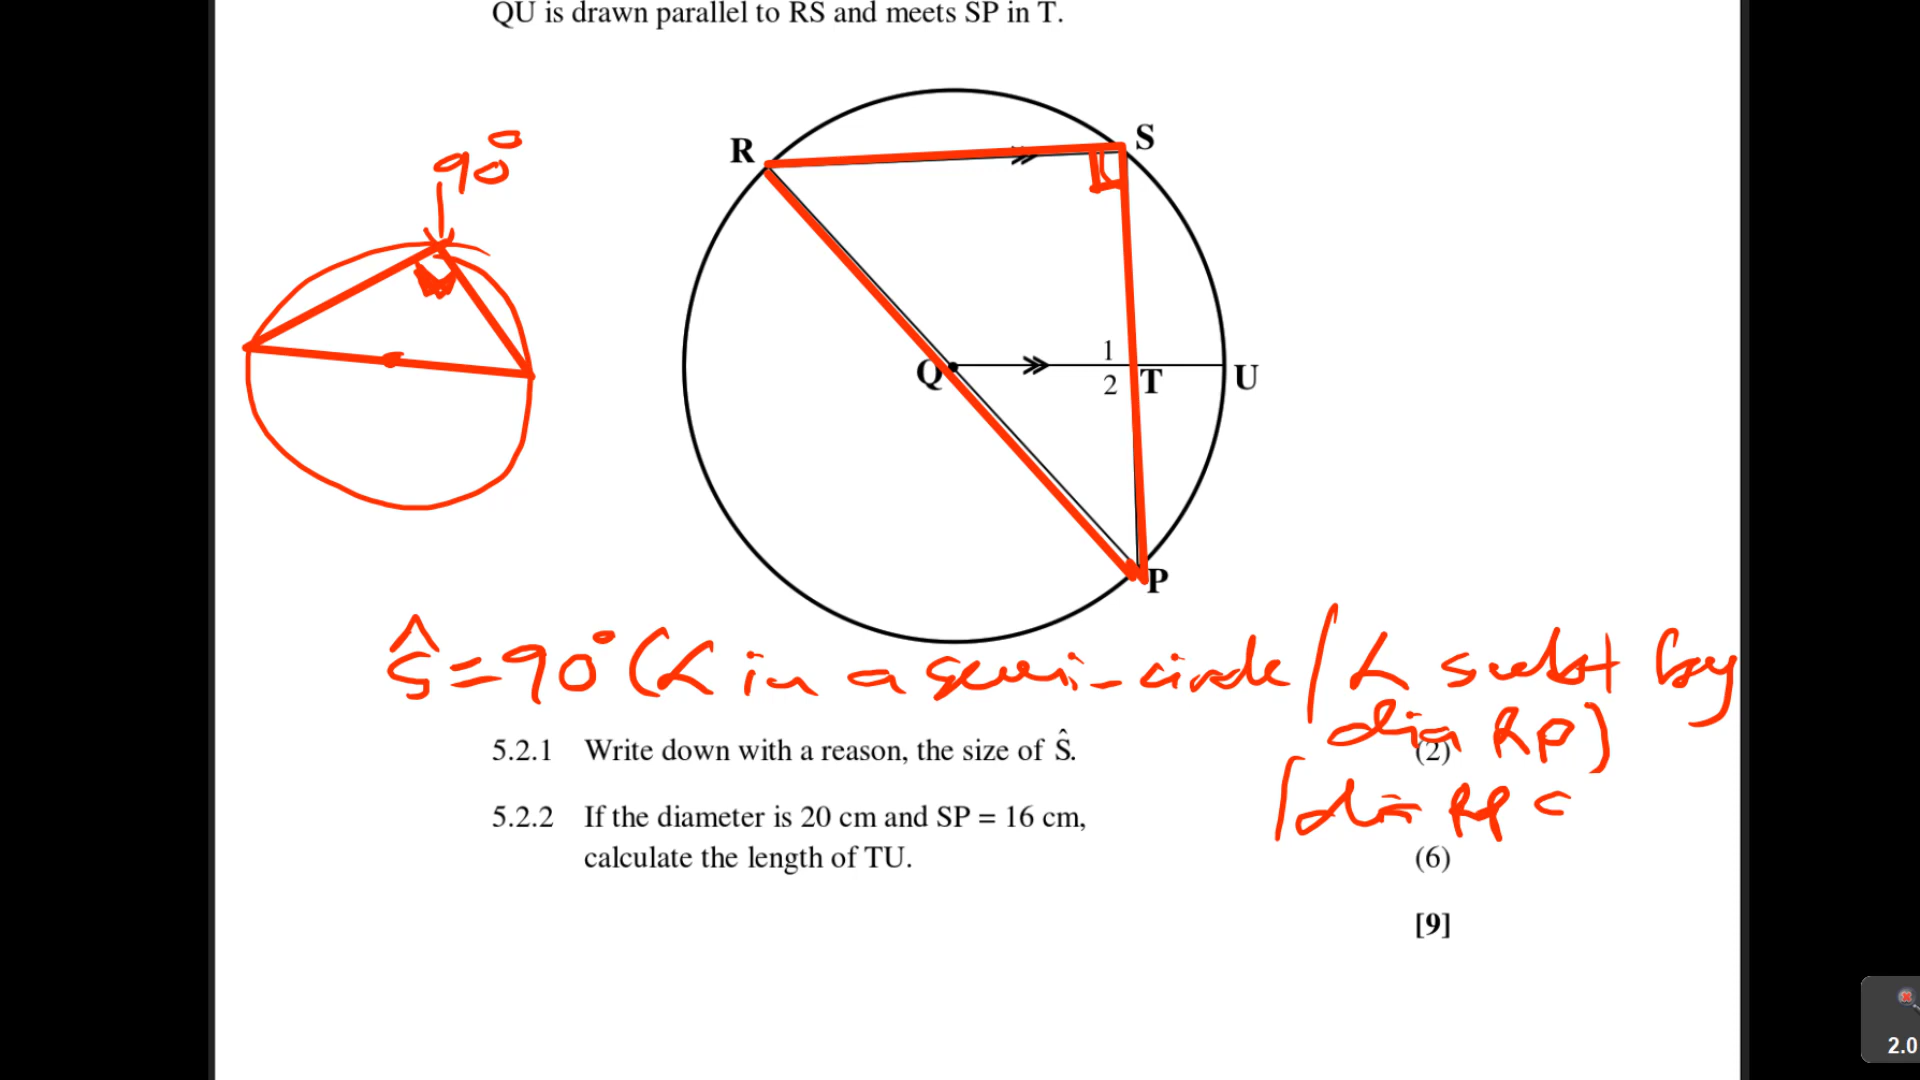 QU is drawn parallel to RS and meets SP in T.
90°
R
S
Q
1
2
T
U
P
Ŝ = 90° (∠ in a semi-circle / ∠ subt by
dia RP)
5.2.1 Write down with a reason, the size of Ŝ. (2)
[dia RP =
5.2.2 If the diameter is 20 cm and SP = 16 cm,
calculate the length of TU. (6)
[9]
2.0